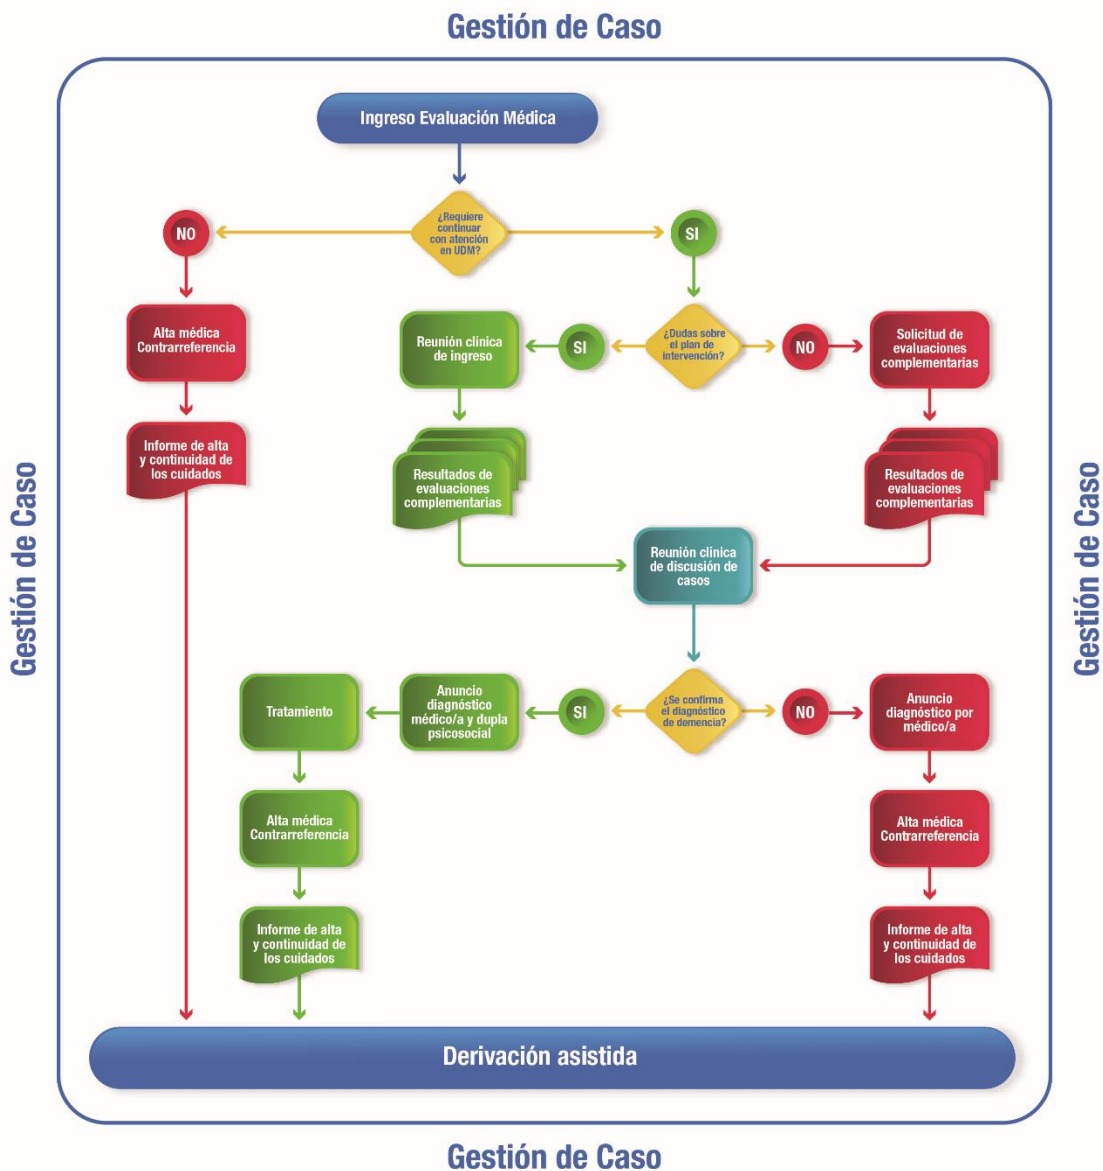 Gestión de Caso
Ingreso Evaluación Médica
¿Requiere
continuar
con atención
en UDM?
NO
SI
Alta médica
Contrarreferencia
Reunión clínica
de ingreso
SI
¿Dudas sobre
el plan de
intervención?
NO
Solicitud de
evaluaciones
complementarias
Informe de alta
y continuidad de
los cuidados
Resultados de
evaluaciones
complementarias
Resultados de
evaluaciones
complementarias
Gestión de Caso
Gestión de Caso
Reunión clínica
de discusión de
casos
Tratamiento
Anuncio
diagnóstico
médico/a y dupla
psicosocial
SI
¿Se confirma
el diagnóstico
de demencia?
NO
Anuncio
diagnóstico por
médico/a
Alta médica
Contrarreferencia
Alta médica
Contrarreferencia
Informe de alta
y continuidad de
los cuidados
Informe de alta
y continuidad de
los cuidados
Derivación asistida
Gestión de Caso